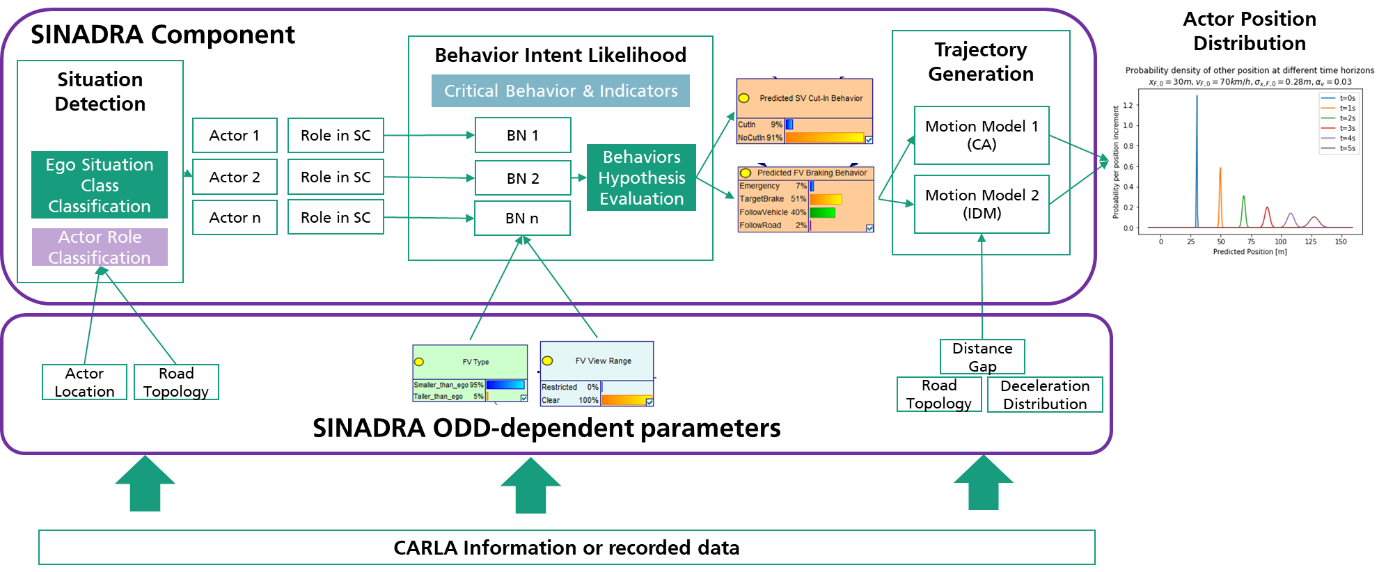 SINADRA Component
Situation
Detection
Ego Situation
Class
Classification
Actor Role
Classification
Actor 1
Actor 2
Actor n
Role in SC
Role in SC
Role in SC
Behavior Intent Likelihood
Critical Behavior & Indicators
BN 1
BN 2
BN n
Behaviors
Hypothesis
Evaluation
Predicted SV Cut-In Behavior
CutIn 9%
NoCutIn 91%
Predicted FV Braking Behavior
Emergency 7%
TargetBrake 51%
FollowVehicle 40%
FollowRoad 2%
Trajectory
Generation
Motion Model 1
(CA)
Motion Model 2
(IDM)
Actor Position
Distribution
Probability density of other position at different time horizons
x_{F,0} = 30m, v_{F,0} = 70km/h, σ_{x,F,0} = 0.28m, α_v = 0.03
Probability per position increment
1.2
1.0
0.8
0.6
0.4
0.2
0.0
t=0s
t=1s
t=2s
t=3s
t=4s
t=5s
0 25 50 75 100 125 150
Predicted Position [m]
Actor
Location
Road
Topology
FV Type
Smaller_than_ego 95%
Taller_than_ego 5%
FV View Range
Restricted 0%
Clear 100%
Distance
Gap
Road
Topology
Deceleration
Distribution
SINADRA ODD-dependent parameters
CARLA Information or recorded data